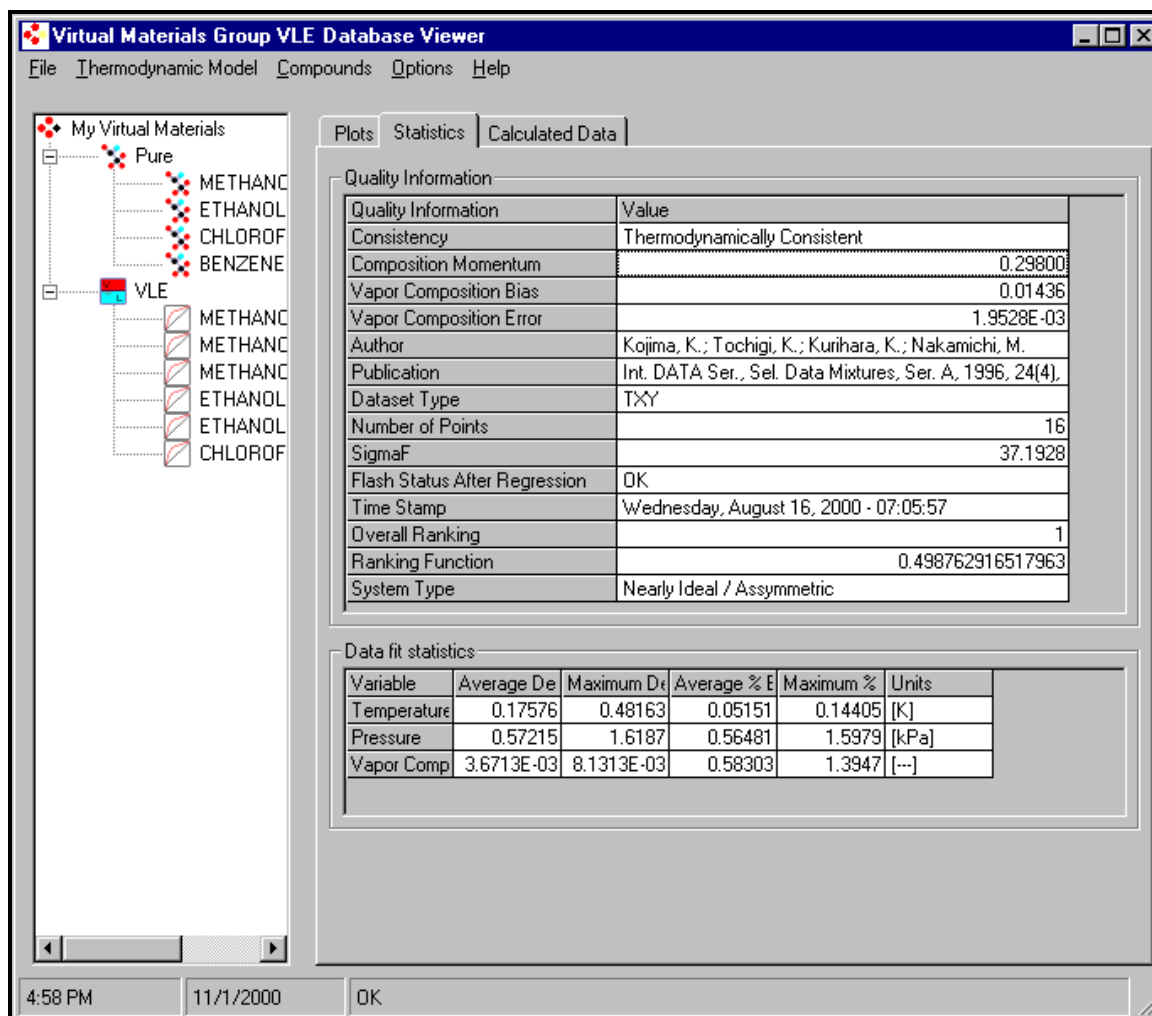 Virtual Materials Group VLE Database Viewer
File Thermodynamic Model Compounds Options Help
My Virtual Materials
Pure
METHANC
ETHANOL
CHLOROF
BENZENE
VLE
METHANC
METHANC
METHANC
ETHANOL
ETHANOL
CHLOROF
Plots Statistics Calculated Data
Quality Information
Quality Information Value
Consistency Thermodynamically Consistent
Composition Momentum 0.29800
Vapor Composition Bias 0.01436
Vapor Composition Error 1.9528E-03
Author Kojima, K.; Tochigi, K.; Kurihara, K.; Nakamichi, M.
Publication Int. DATA Ser., Sel. Data Mixtures, Ser. A, 1996, 24(4),
Dataset Type TXY
Number of Points 16
SigmaF 37.1928
Flash Status After Regression OK
Time Stamp Wednesday, August 16, 2000 - 07:05:57
Overall Ranking 1
Ranking Function 0.498762916517963
System Type Nearly Ideal / Assymmetric
Data fit statistics
Variable Average De Maximum De Average % E Maximum % Units
Temperature 0.17576 0.48163 0.05151 0.14405 [K]
Pressure 0.57215 1.6187 0.56481 1.5979 [kPa]
Vapor Comp 3.6713E-03 8.1313E-03 0.58303 1.3947 [---]
4:58 PM 11/1/2000 OK